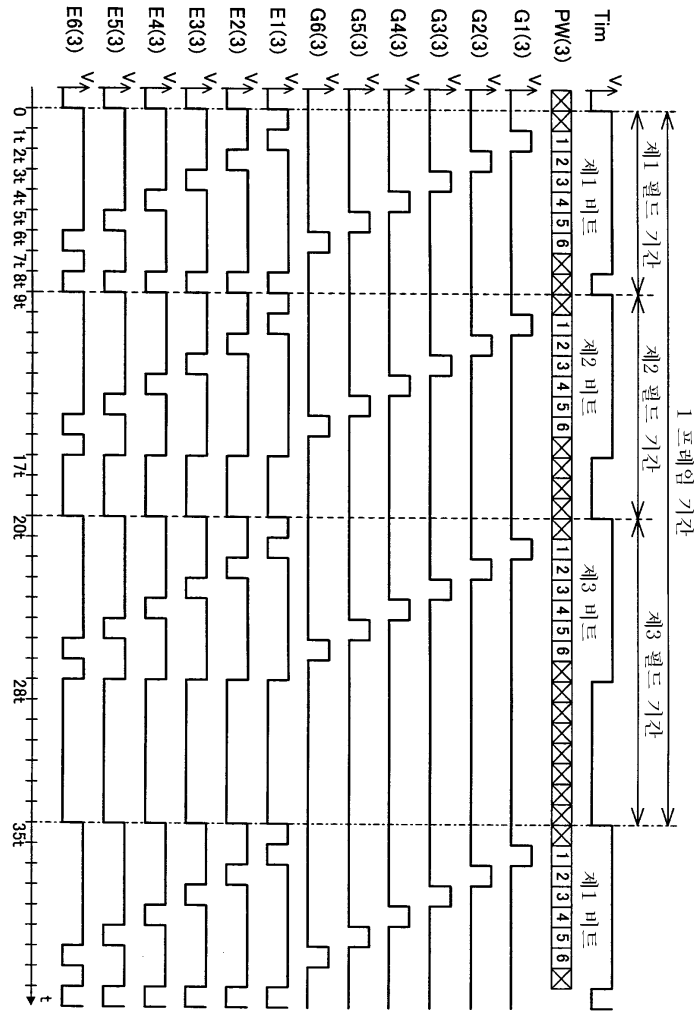 1 프레임 기간
제1 필드 기간 제2 필드 기간 제3 필드 기간
Tim V
제1 비트 제2 비트 제3 비트 제1 비트
PW(3) 1 2 3 4 5 6 1 2 3 4 5 6 1 2 3 4 5 6 1 2 3 4 5 6
G1(3) V
G2(3) V
G3(3) V
G4(3) V
G5(3) V
G6(3) V
E1(3) V
E2(3) V
E3(3) V
E4(3) V
E5(3) V
E6(3) V
0 1t 2t 3t 4t 5t 6t 7t 8t 9t 17t 20t 28t 35t t